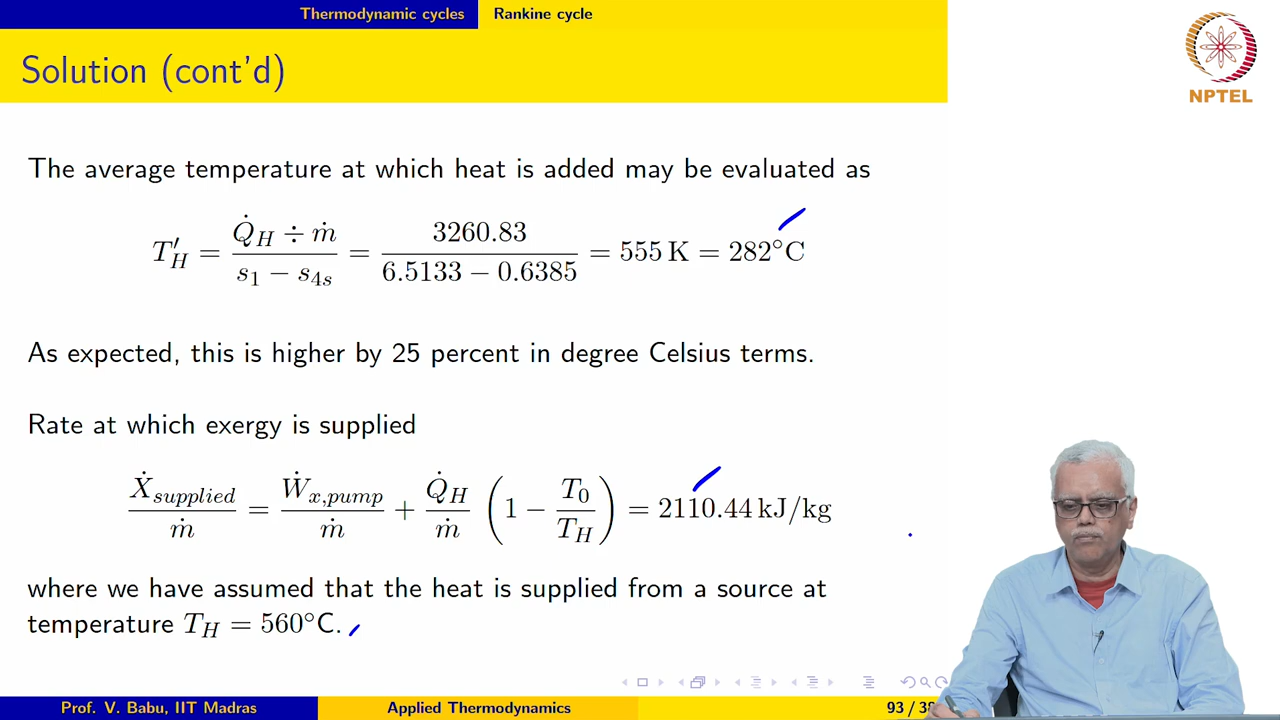 Thermodynamic cycles Rankine cycle
Solution (cont'd)
NPTEL
The average temperature at which heat is added may be evaluated as
T′_H = (Q̇_H ÷ ṁ) / (s₁ − s₄ₛ) = 3260.83 / (6.5133 − 0.6385) = 555 K = 282°C
As expected, this is higher by 25 percent in degree Celsius terms.
Rate at which exergy is supplied
Ẋ_supplied / ṁ = Ẇ_x,pump / ṁ + Q̇_H / ṁ (1 − T₀ / T_H) = 2110.44 kJ/kg
where we have assumed that the heat is supplied from a source at
temperature T_H = 560°C.
Prof. V. Babu, IIT Madras Applied Thermodynamics 93 /